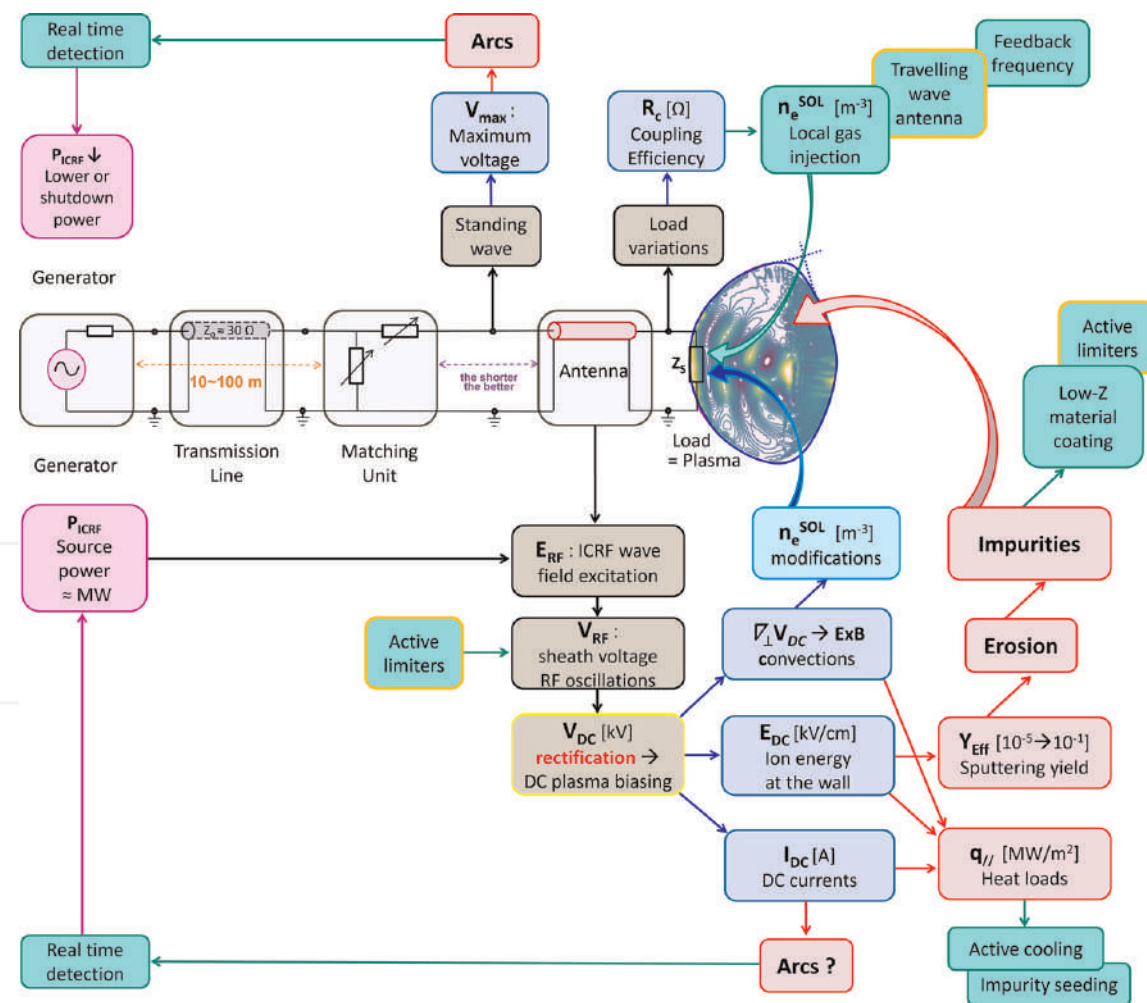 Real time
detection
Arcs
Feedback
frequency
Travelling
wave
antenna
V_max :
Maximum
voltage
R_c [Ω]
Coupling
Efficiency
n_e^SOL [m^-3]
Local gas
injection
P_ICRF ↓
Lower or
shutdown
power
Standing
wave
Load
variations
Generator
Z_0 ≈ 30 Ω
10~100 m
the shorter
the better
Antenna
Z_S
Active
limiters
Low-Z
material
coating
Generator
Transmission
Line
Matching
Unit
Load
= Plasma
P_ICRF
Source
power
≈ MW
E_RF : ICRF wave
field excitation
n_e^SOL [m^-3]
modifications
Impurities
Active
limiters
V_RF :
sheath voltage
RF oscillations
∇_⊥V_DC → ExB
convections
Erosion
V_DC [kV]
rectification →
DC plasma biasing
E_DC [kV/cm]
Ion energy
at the wall
Y_Eff [10^-5→10^-1]
Sputtering yield
I_DC [A]
DC currents
q_// [MW/m^2]
Heat loads
Real time
detection
Arcs ?
Active cooling
Impurity seeding